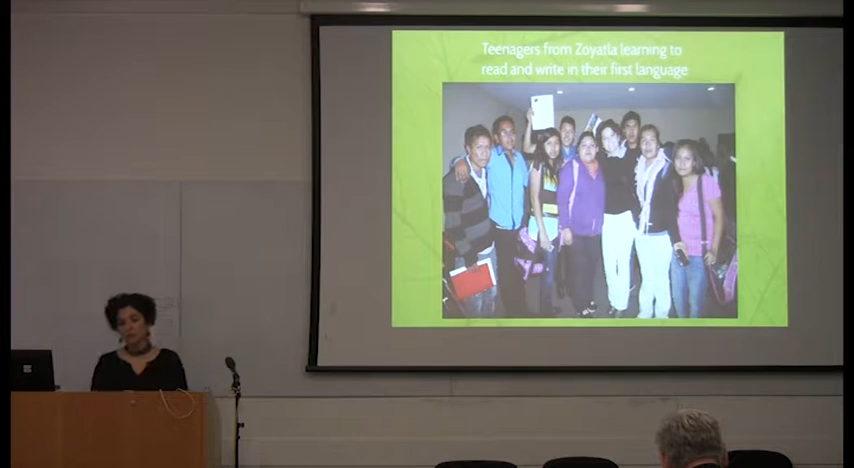 Teenagers from Zoyatla learning to
read and write in their first language